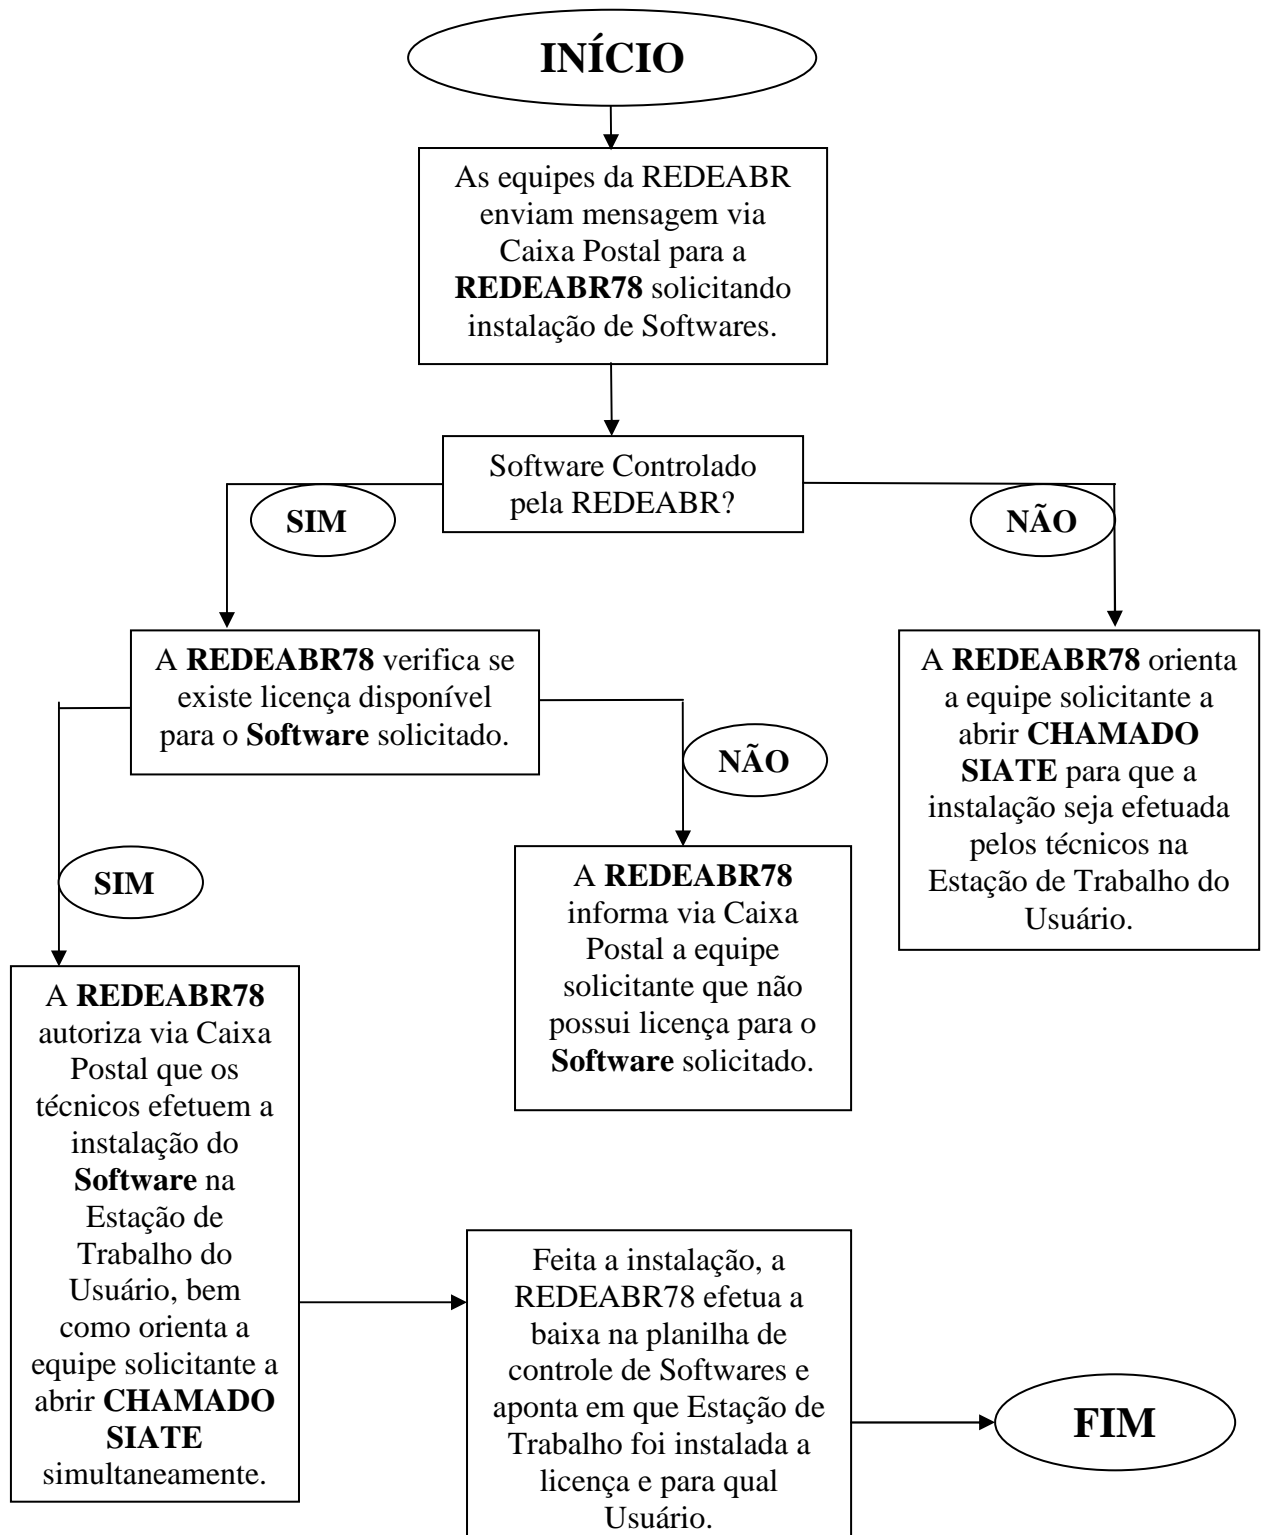 INÍCIO
As equipes da REDEABR
enviam mensagem via
Caixa Postal para a
REDEABR78 solicitando
instalação de Softwares.
Software Controlado
pela REDEABR?
SIM
NÃO
A REDEABR78 verifica se
existe licença disponível
para o Software solicitado.
A REDEABR78 orienta
a equipe solicitante a
abrir CHAMADO
SIATE para que a
instalação seja efetuada
pelos técnicos na
Estação de Trabalho do
Usuário.
NÃO
SIM
A REDEABR78
informa via Caixa
Postal a equipe
solicitante que não
possui licença para o
Software solicitado.
A REDEABR78
autoriza via Caixa
Postal que os
técnicos efetuem a
instalação do
Software na
Estação de
Trabalho do
Usuário, bem
como orienta a
equipe solicitante a
abrir CHAMADO
SIATE
simultaneamente.
Feita a instalação, a
REDEABR78 efetua a
baixa na planilha de
controle de Softwares e
aponta em que Estação de
Trabalho foi instalada a
licença e para qual
Usuário.
FIM